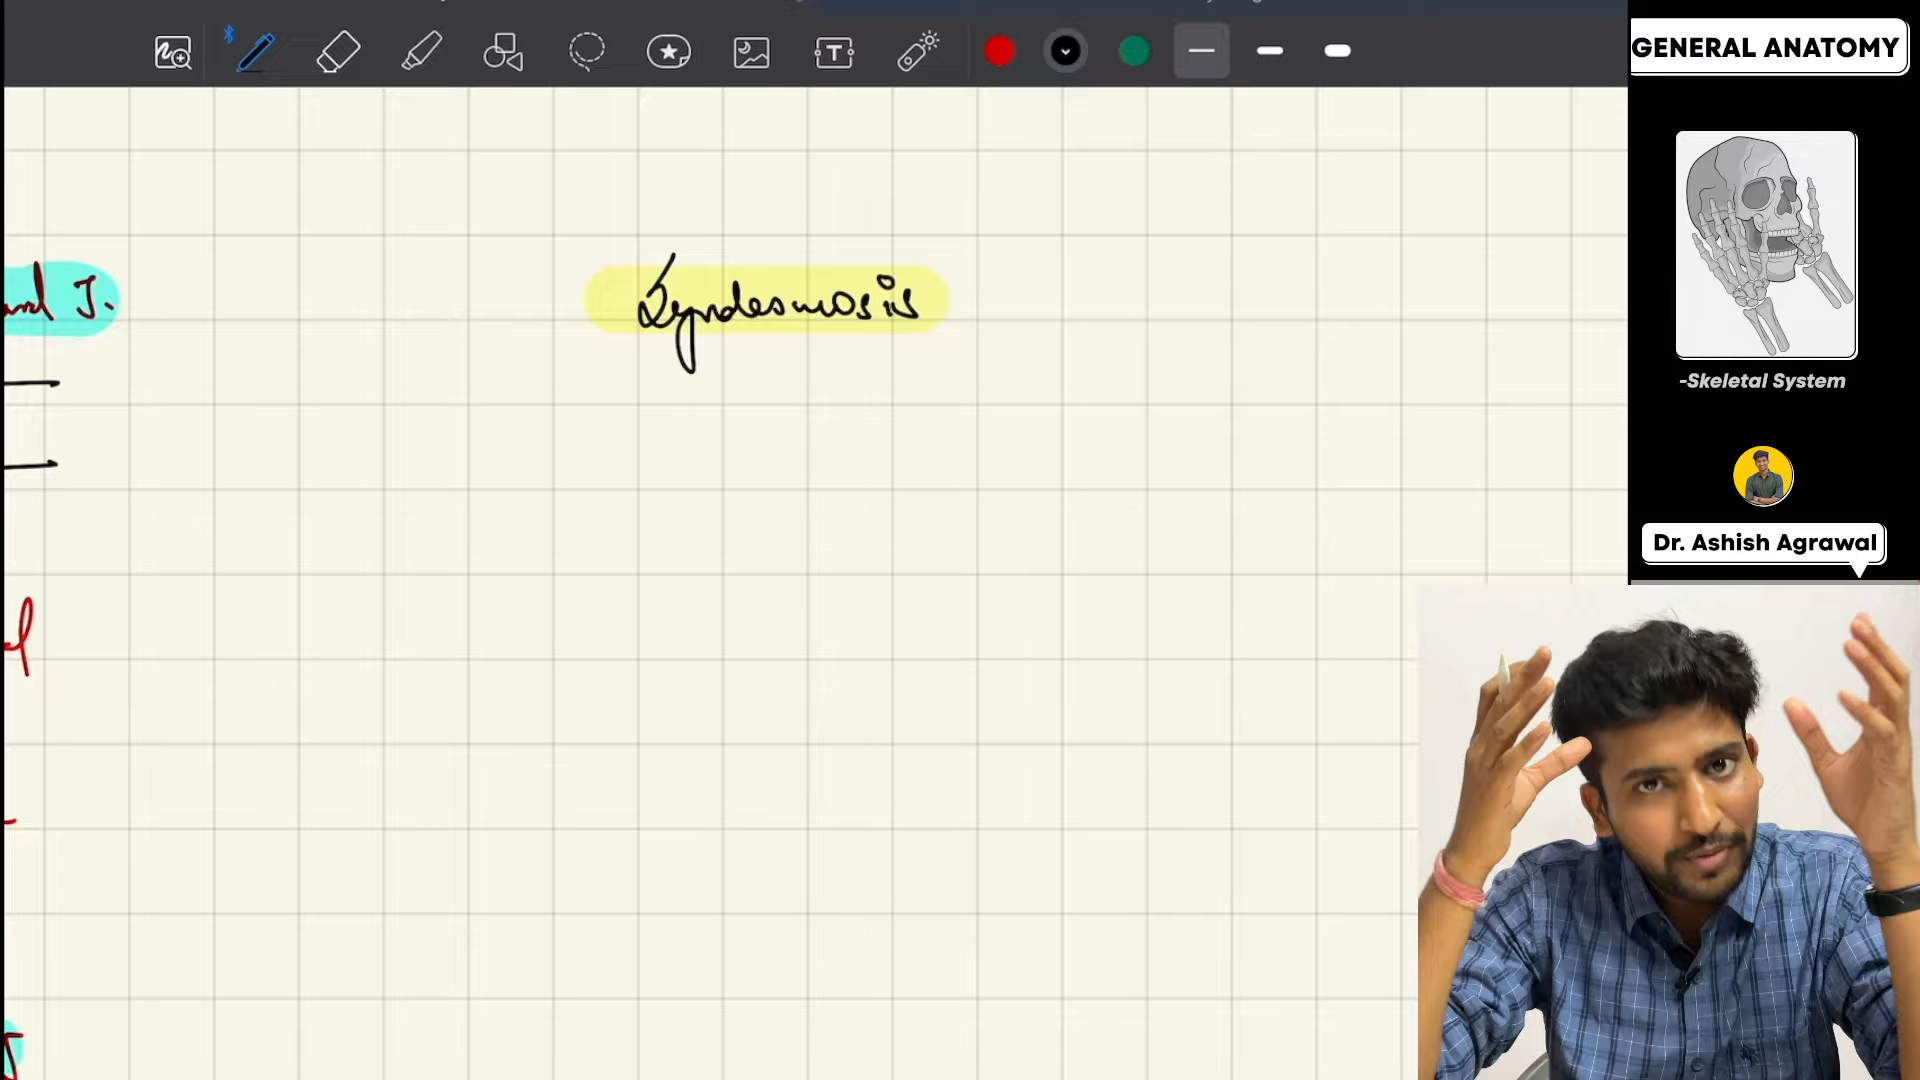 GENERAL ANATOMY
T
J.
Syndesmosis
-Skeletal System
Dr. Ashish Agrawal